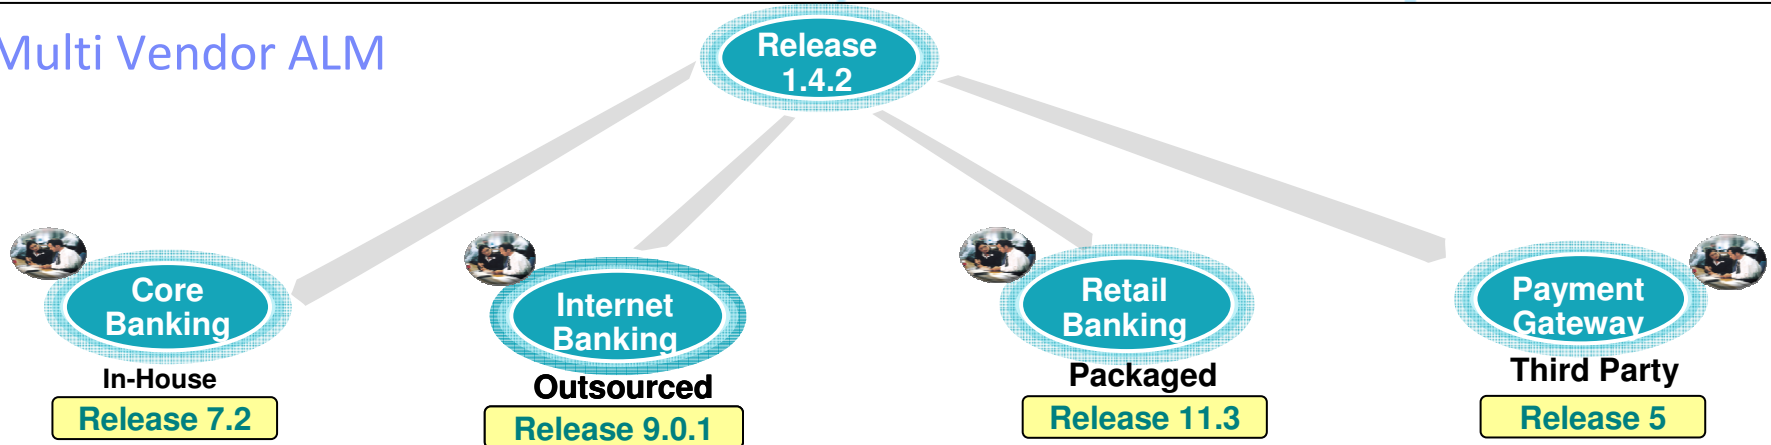 Multi Vendor ALM
Release
1.4.2
Core
Banking
In-House
Release 7.2
Internet
Banking
Outsourced
Release 9.0.1
Retail
Banking
Packaged
Release 11.3
Payment
Gateway
Third Party
Release 5